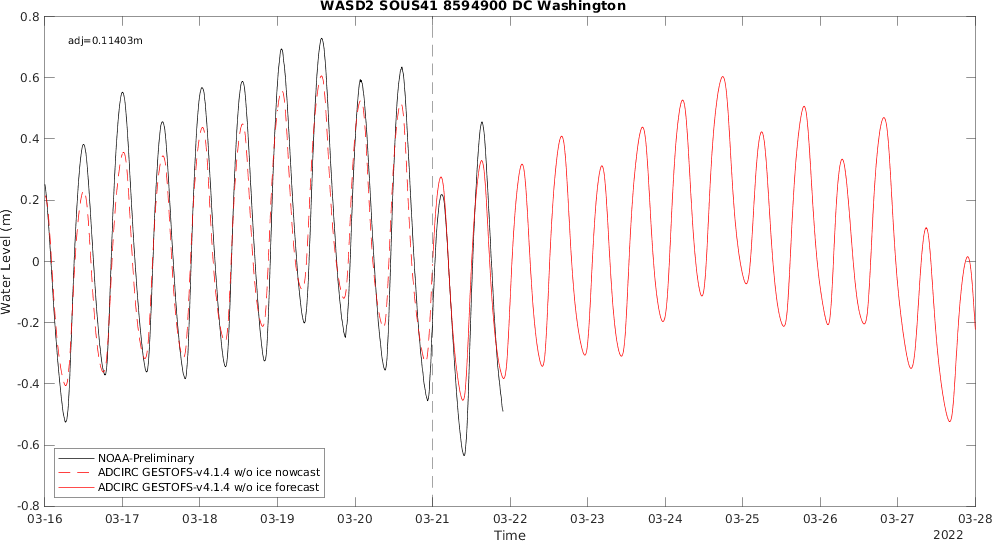 WASD2 SOUS41 8594900 DC Washington
adj=0.11403m
0.8
0.6
0.4
0.2
0
-0.2
-0.4
-0.6
-0.8
Water Level (m)
NOAA-Preliminary
ADCIRC GESTOFS-v4.1.4 w/o ice nowcast
ADCIRC GESTOFS-v4.1.4 w/o ice forecast
03-16 03-17 03-18 03-19 03-20 03-21 03-22 03-23 03-24 03-25 03-26 03-27 03-28
Time
2022